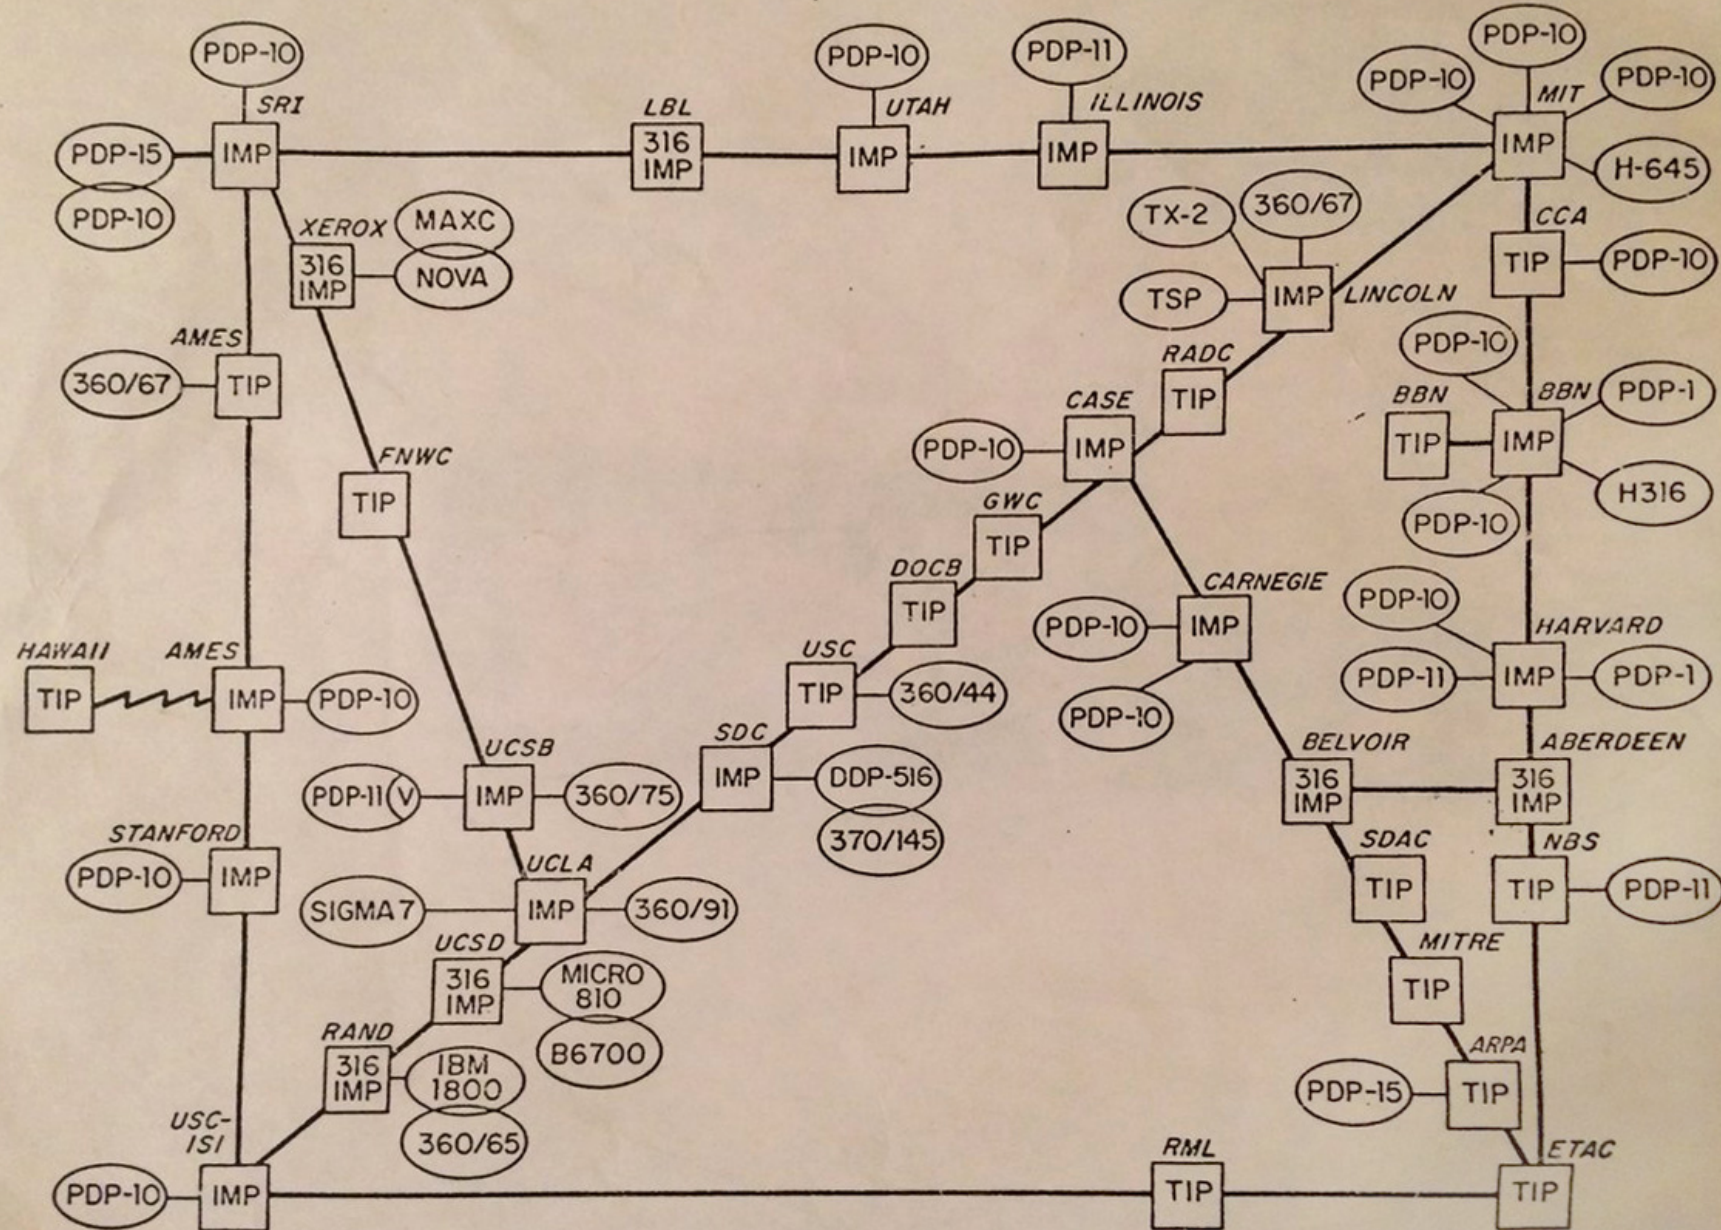 PDP-10
SRI
PDP-15
IMP
PDP-10
LBL
316
IMP
PDP-10
UTAH
IMP
PDP-11
ILLINOIS
IMP
PDP-10
PDP-10
PDP-10
MIT
IMP
H-645
XEROX
316
IMP
MAXC
NOVA
TX-2
360/67
TSP
IMP
LINCOLN
CCA
TIP
PDP-10
AMES
360/67
TIP
FNWC
TIP
RADC
TIP
CASE
PDP-10
IMP
PDP-10
BBN
TIP
BBN
IMP
PDP-1
H316
PDP-10
GWC
TIP
DOCB
TIP
CARNEGIE
PDP-10
IMP
PDP-10
PDP-10
HARVARD
PDP-11
IMP
PDP-1
HAWAII
TIP
AMES
IMP
PDP-10
USC
TIP
360/44
SDC
IMP
DDP-516
370/145
UCSB
PDP-11 V
IMP
360/75
BELVOIR
316
IMP
ABERDEEN
316
IMP
STANFORD
PDP-10
IMP
UCLA
SIGMA 7
IMP
360/91
SDAC
TIP
NBS
TIP
PDP-11
UCSD
316
IMP
MICRO
810
B6700
MITRE
TIP
RAND
316
IMP
IBM
1800
360/65
ARPA
PDP-15
TIP
USC-
ISI
PDP-10
IMP
RML
TIP
ETAC
TIP